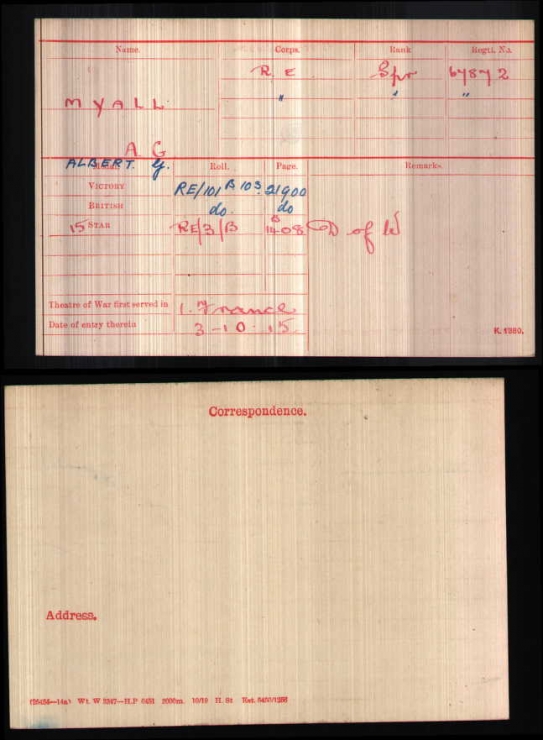 Name. Corps. Rank Regtl. No.
R E Spr 67872
MYALL " " "
A G
ALBERT. G.
Roll. Page. Remarks.
VICTORY RE/101 B 103 21900
BRITISH do. do
15 STAR RE/3/B D of W
Theatre of War first served in 1. France
Date of entry therein 3-10-15.
K. 1380.
Correspondence.
Address.